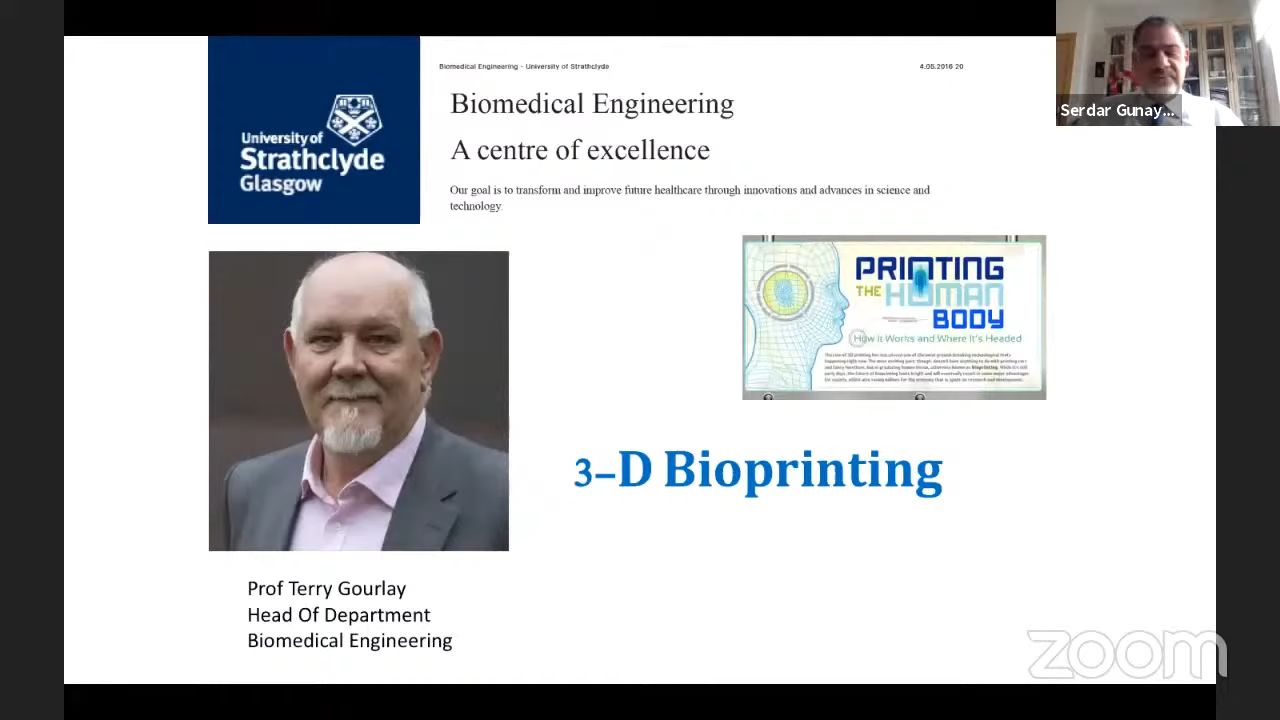 Biomedical Engineering - University of Strathclyde
4.05.2016 20
University of
Strathclyde
Glasgow
Biomedical Engineering
A centre of excellence
Our goal is to transform and improve future healthcare through innovations and advances in science and
technology.
Serdar Gunay...
PRINTING
THE HUMAN
BODY
How it Works and Where It's Headed
3-D Bioprinting
Prof Terry Gourlay
Head Of Department
Biomedical Engineering
zoom